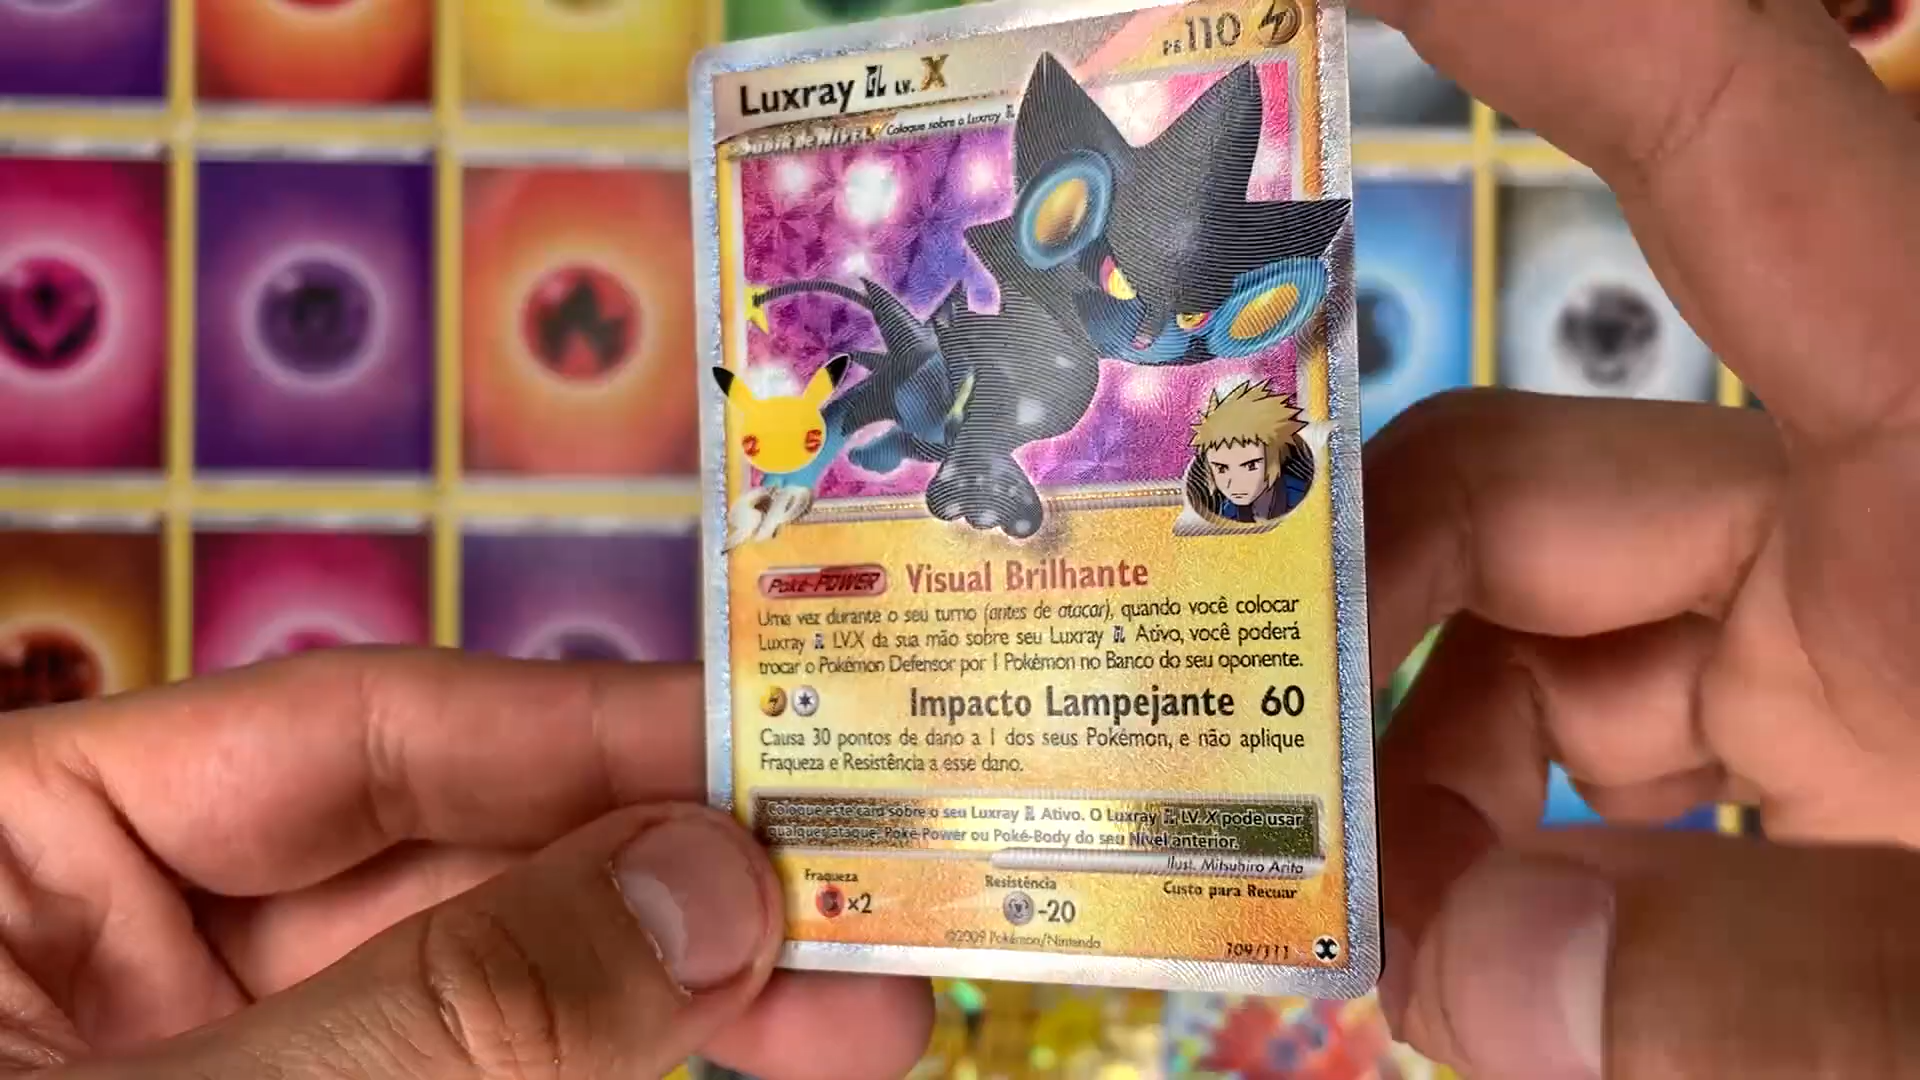 Luxray GL LV.X
PS 110
SUBIR de NÍVEL Coloque sobre o Luxray GL
25
SP
Poké-POWER Visual Brilhante
Uma vez durante o seu turno (antes de atacar), quando você colocar
Luxray GL LV.X da sua mão sobre seu Luxray GL Ativo, você poderá
trocar o Pokémon Defensor por 1 Pokémon no Banco do seu oponente.
Impacto Lampejante 60
Causa 30 pontos de dano a 1 dos seus Pokémon, e não aplique
Fraqueza e Resistência a esse dano.
Coloque este card sobre o seu Luxray GL Ativo. O Luxray GL LV.X pode usar
qualquer ataque, Poké-Power ou Poké-Body do seu Nível anterior.
Ilust. Mitsuhiro Arita
Fraqueza Resistência Custo para Recuar
x2 -20
©2009 Pokémon/Nintendo
109/111